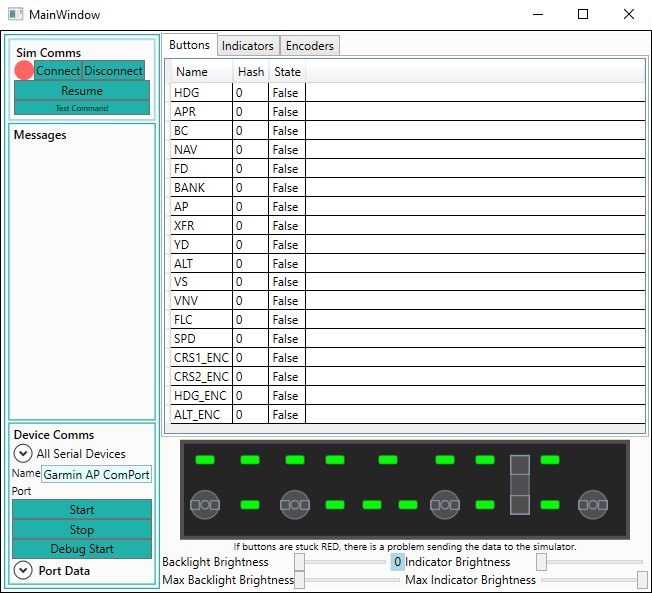 MainWindow
Sim Comms
Connect Disconnect
Resume
Test Command
Messages
Device Comms
All Serial Devices
Name Garmin AP ComPort
Port
Start
Stop
Debug Start
Port Data
Buttons Indicators Encoders
Name Hash State
HDG 0 False
APR 0 False
BC 0 False
NAV 0 False
FD 0 False
BANK 0 False
AP 0 False
XFR 0 False
YD 0 False
ALT 0 False
VS 0 False
VNV 0 False
FLC 0 False
SPD 0 False
CRS1_ENC 0 False
CRS2_ENC 0 False
HDG_ENC 0 False
ALT_ENC 0 False
If buttons are stuck RED, there is a problem sending the data to the simulator.
Backlight Brightness 0 Indicator Brightness
Max Backlight Brightness Max Indicator Brightness